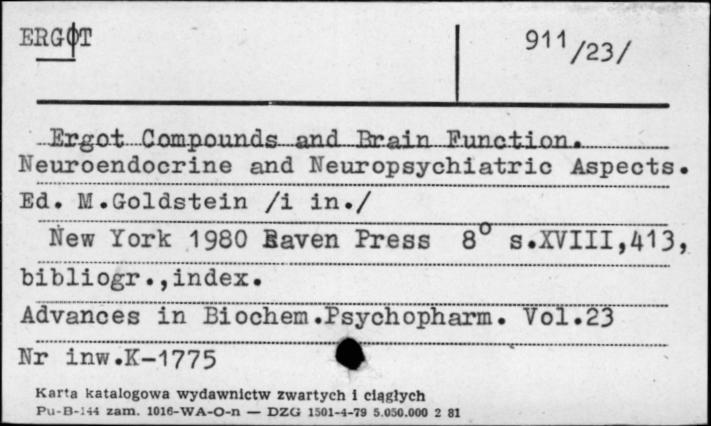 ERGOT
911/23/
Ergot Compounds and Brain Function.
Neuroendocrine and Neuropsychiatric Aspects.
Ed. M.Goldstein /i in./
New York 1980 Raven Press 8° s.XVIII,413,
bibliogr.,index.
Advances in Biochem.Psychopharm. Vol.23
Nr inw.K-1775
Karta katalogowa wydawnictw zwartych i ciągłych
Pu-B-144 zam. 1016-WA-O-n — DZG 1501-4-79 5.050.000 2 81